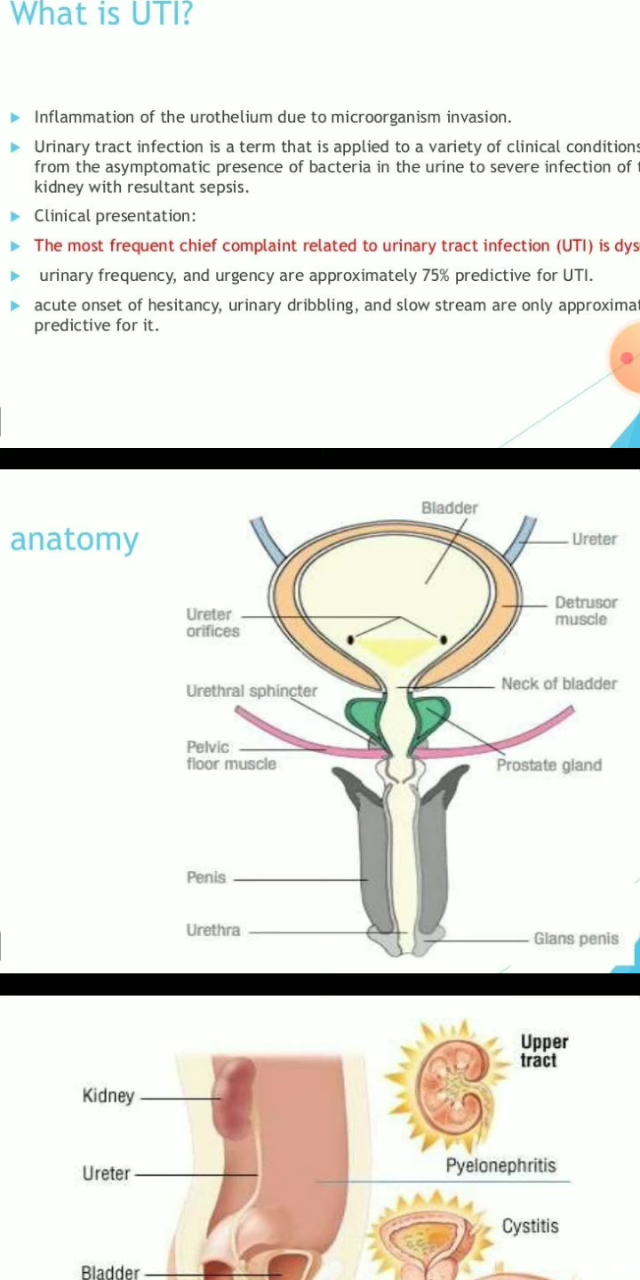 What is UTI?
Inflammation of the urothelium due to microorganism invasion.
Urinary tract infection is a term that is applied to a variety of clinical conditions
from the asymptomatic presence of bacteria in the urine to severe infection of
kidney with resultant sepsis.
Clinical presentation:
The most frequent chief complaint related to urinary tract infection (UTI) is
urinary frequency, and urgency are approximately 75% predictive for UTI.
acute onset of hesitancy, urinary dribbling, and slow stream are only
predictive for it.
anatomy
Bladder
Ureter
Detrusor
muscle
Ureter
orifices
Neck of bladder
Urethral sphincter
Pelvic
floor muscle
Prostate gland
Penis
Urethra
Glans penis
Upper
tract
Kidney
Pyelonephritis
Ureter
Cystitis
Bladder